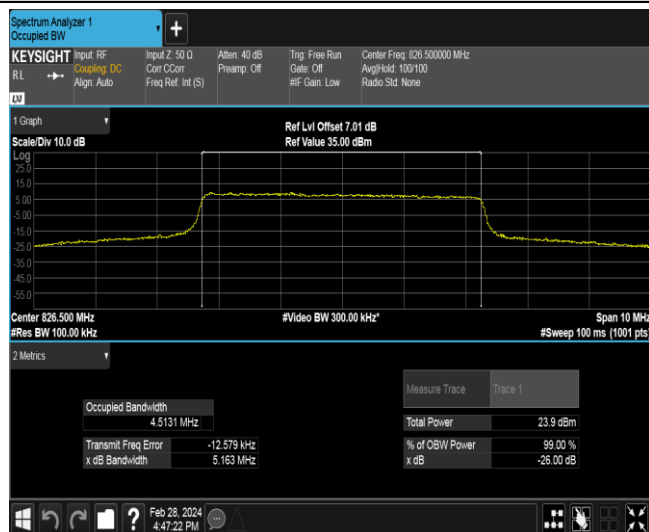 Spectrum Analyzer 1
Occupied BW
+
KEYSIGHT
RL
LXI
Input: RF
Coupling: DC
Align: Auto
Input Z: 50 Ω
Corr CCorr
Freq Ref: Int (S)
Atten: 40 dB
Preamp: Off
Trig: Free Run
Gate: Off
#IF Gain: Low
Center Freq: 826.500000 MHz
Avg|Hold: 100/100
Radio Std: None
1 Graph
Scale/Div 10.0 dB
Ref Lvl Offset 7.01 dB
Ref Value 35.00 dBm
Log
25.0
15.0
5.00
-5.00
-15.0
-25.0
-35.0
-45.0
-55.0
Center 826.500 MHz
#Video BW 300.00 kHz*
Span 10 MHz
#Res BW 100.00 kHz
#Sweep 100 ms (1001 pts)
2 Metrics
Measure Trace Trace 1
Occupied Bandwidth
4.5131 MHz
Total Power 23.9 dBm
Transmit Freq Error -12.579 kHz
% of OBW Power 99.00 %
x dB Bandwidth 5.163 MHz
x dB -26.00 dB
?
Feb 28, 2024
4:47:22 PM